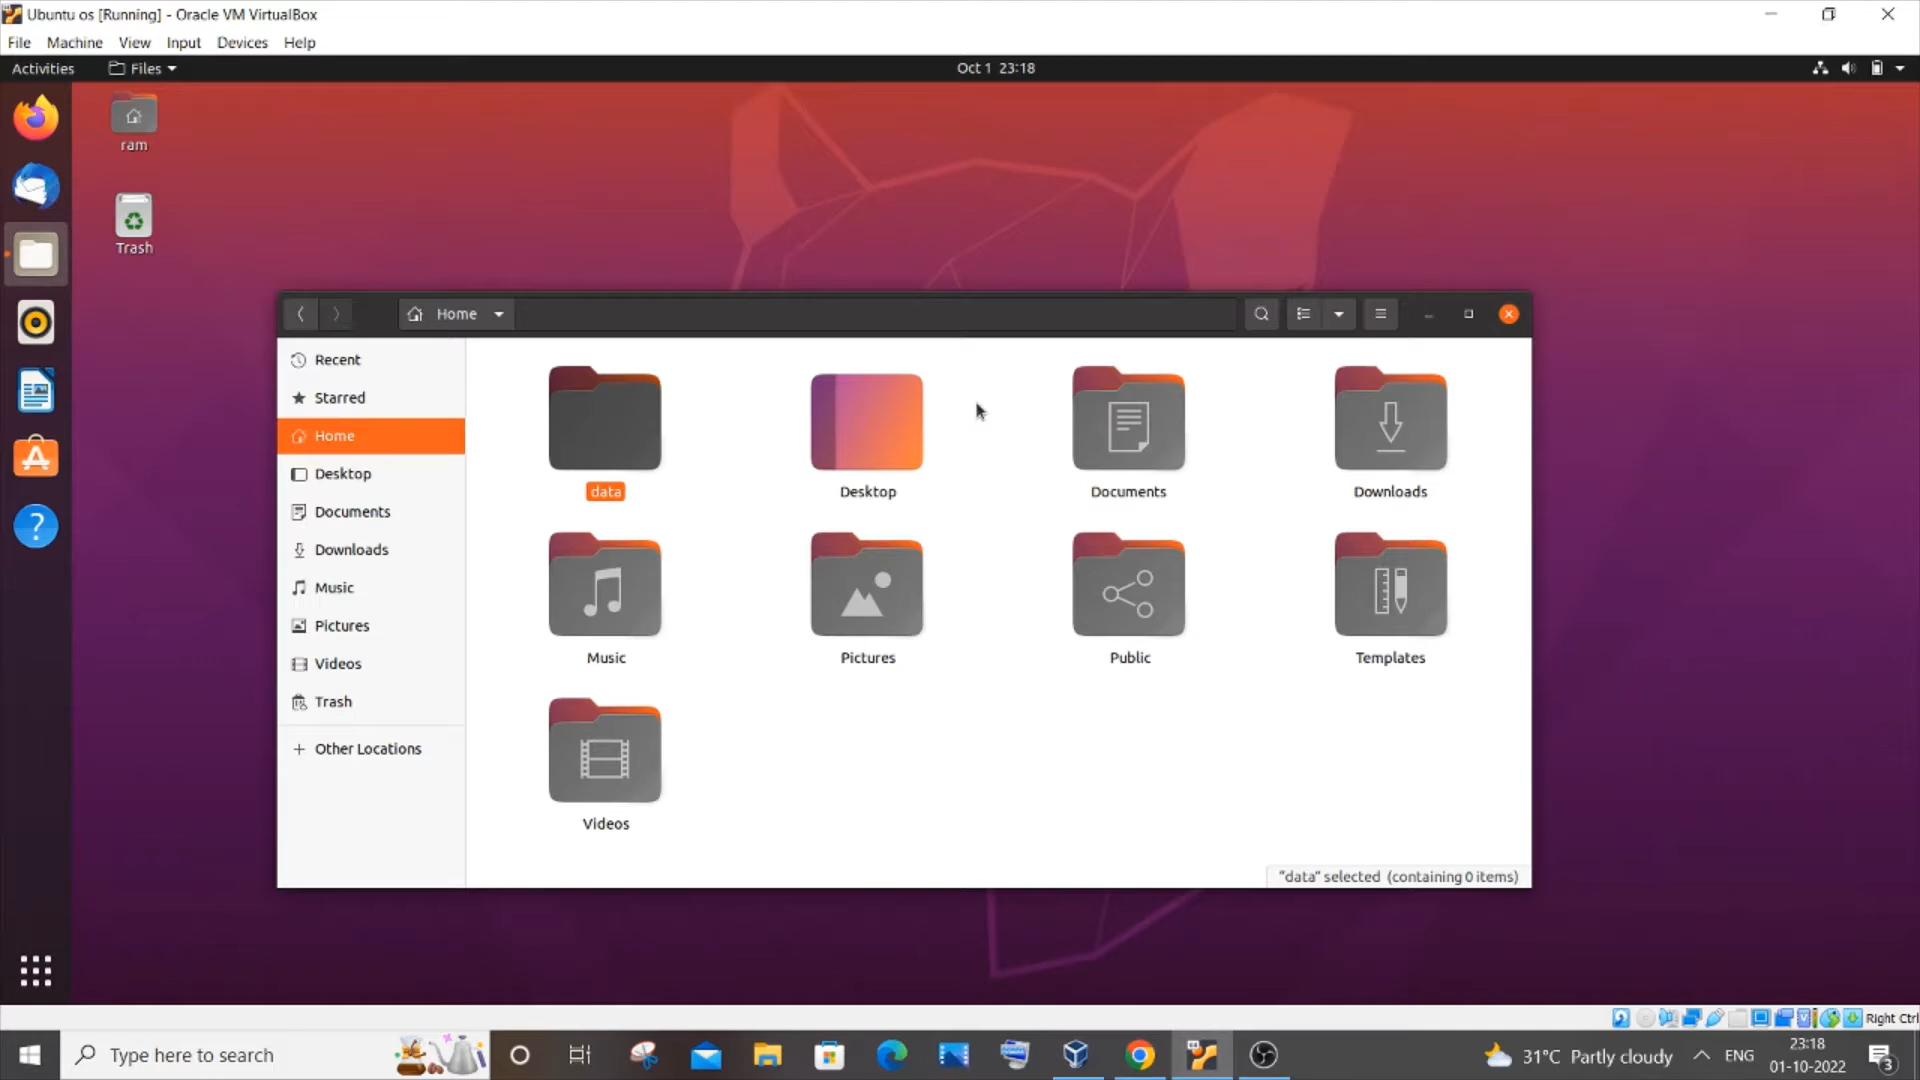 Ubuntu os [Running] - Oracle VM VirtualBox
File Machine View Input Devices Help
Activities Files Oct 1 23:18
ram
Trash
Home
Recent
Starred
Home
Desktop
Documents
Downloads
Music
Pictures
Videos
Trash
+ Other Locations
data Desktop Documents Downloads
Music Pictures Public Templates
Videos
"data" selected (containing 0 items)
Right Ctrl
Type here to search
31°C Partly cloudy
ENG
23:18
01-10-2022
3